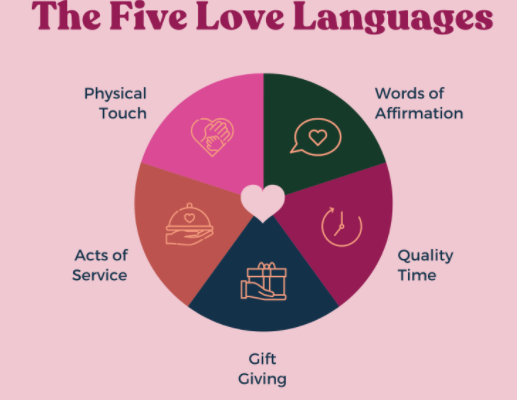 The Five Love Languages
Physical
Touch
Words of
Affirmation
Acts of
Service
Quality
Time
Gift
Giving